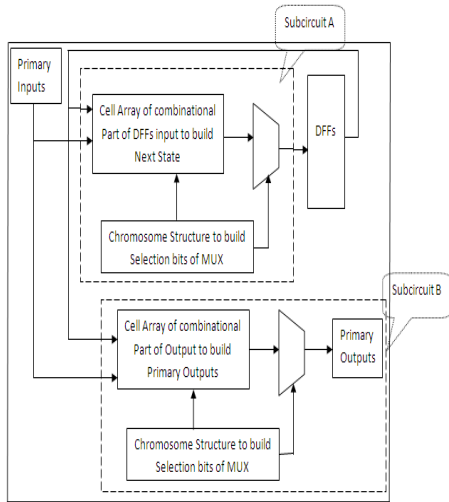 Subcircuit A
Primary
Inputs
Cell Array of combinational
Part of DFFs input to build
Next State
DFFs
Chromosome Structure to build
Selection bits of MUX
Subcircuit B
Cell Array of combinational
Part of Output to build
Primary Outputs
Primary
Outputs
Chromosome Structure to build
Selection bits of MUX